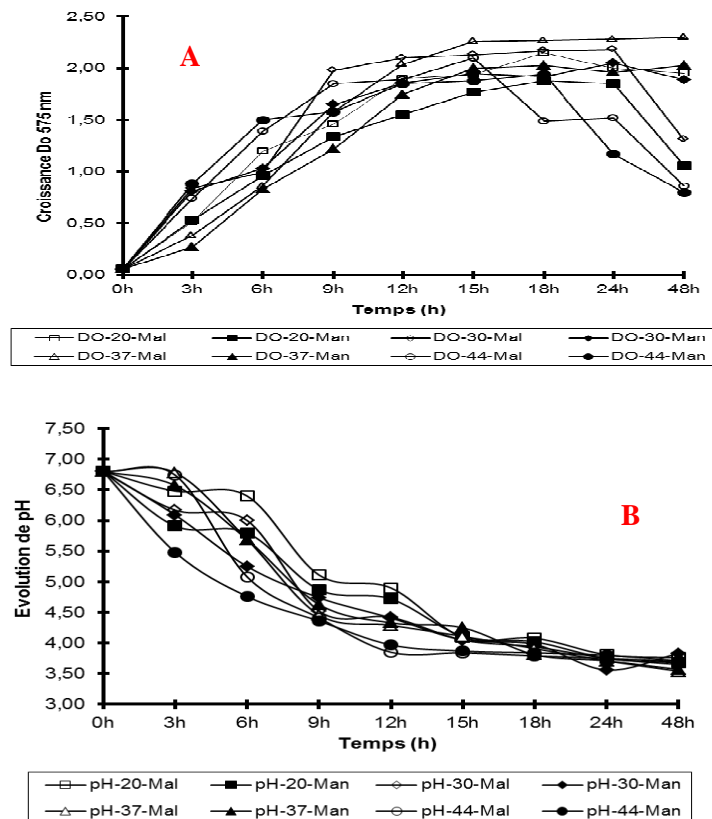 A
Croissance Do 575nm
2,50
2,00
1,50
1,00
0,50
0,00
0h 3h 6h 9h 12h 15h 18h 24h 48h
Temps (h)
DO-20-Mal DO-20-Man DO-30-Mal DO-30-Man
DO-37-Mal DO-37-Man DO-44-Mal DO-44-Man
B
Evolution de pH
7,50
7,00
6,50
6,00
5,50
5,00
4,50
4,00
3,50
3,00
0h 3h 6h 9h 12h 15h 18h 24h 48h
Temps (h)
pH-20-Mal pH-20-Man pH-30-Mal pH-30-Man
pH-37-Mal pH-37-Man pH-44-Mal pH-44-Man